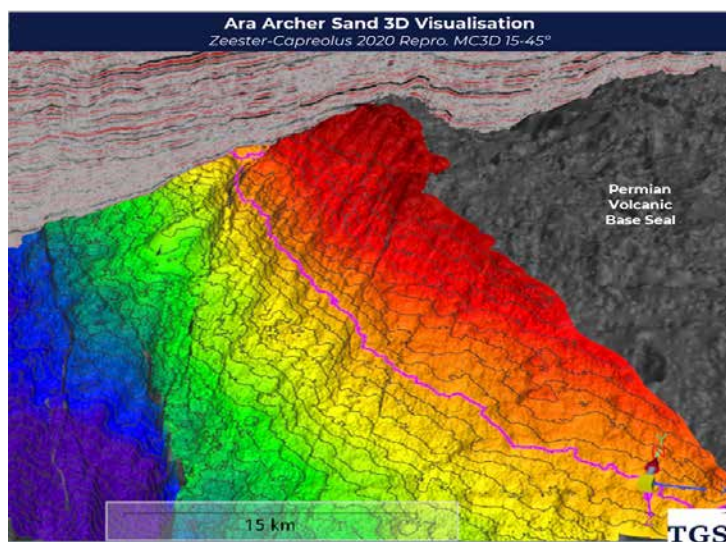 Ara Archer Sand 3D Visualisation
Zeester-Capreolus 2020 Repro. MC3D 15-45°
Permian
Volcanic
Base Seal
15 km
TGS